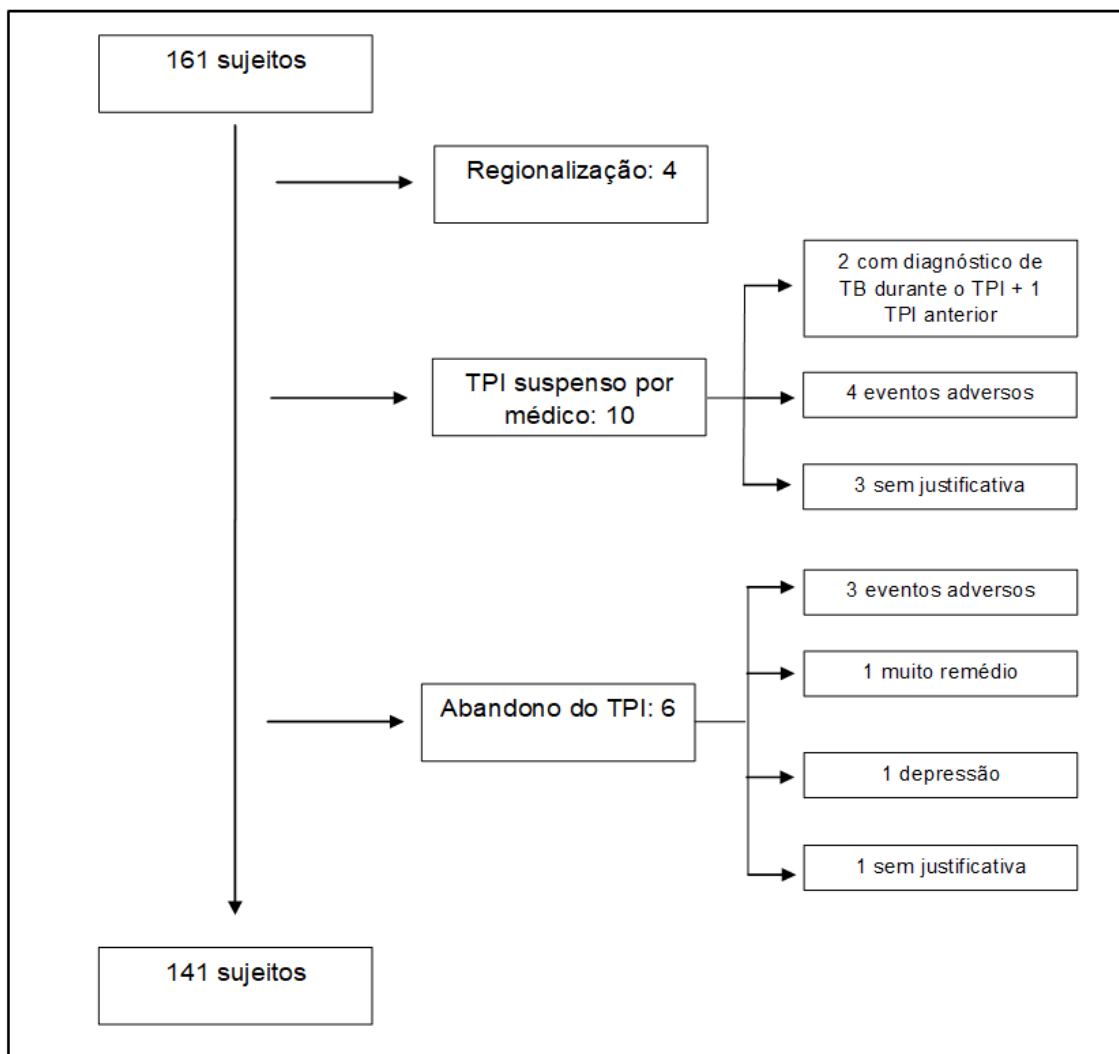 161 sujeitos
Regionalização: 4
2 com diagnóstico de
TB durante o TPI + 1
TPI anterior
TPI suspenso por
médico: 10
4 eventos adversos
3 sem justificativa
3 eventos adversos
1 muito remédio
Abandono do TPI: 6
1 depressão
1 sem justificativa
141 sujeitos